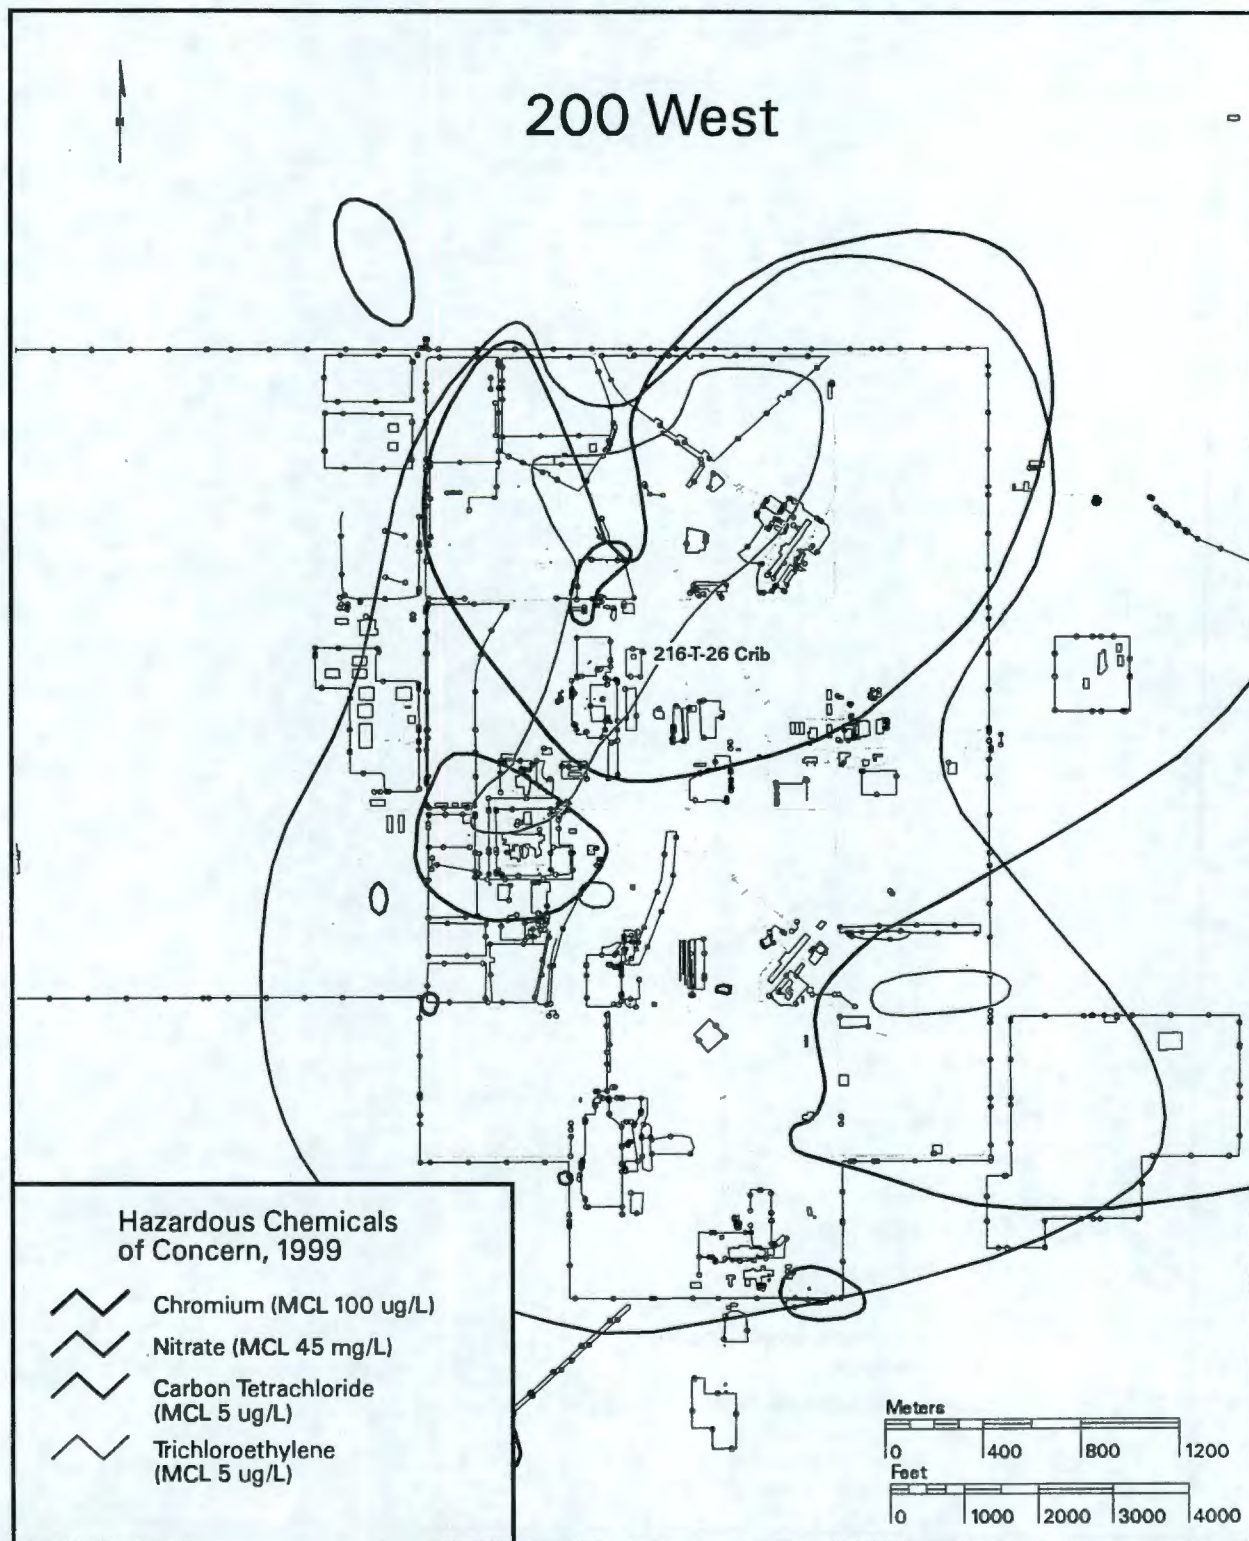 200 West
216-T-26 Crib
Hazardous Chemicals
of Concern, 1999
Chromium (MCL 100 ug/L)
Nitrate (MCL 45 mg/L)
Carbon Tetrachloride
(MCL 5 ug/L)
Trichloroethylene
(MCL 5 ug/L)
Meters
0 400 800 1200
Feet
0 1000 2000 3000 4000